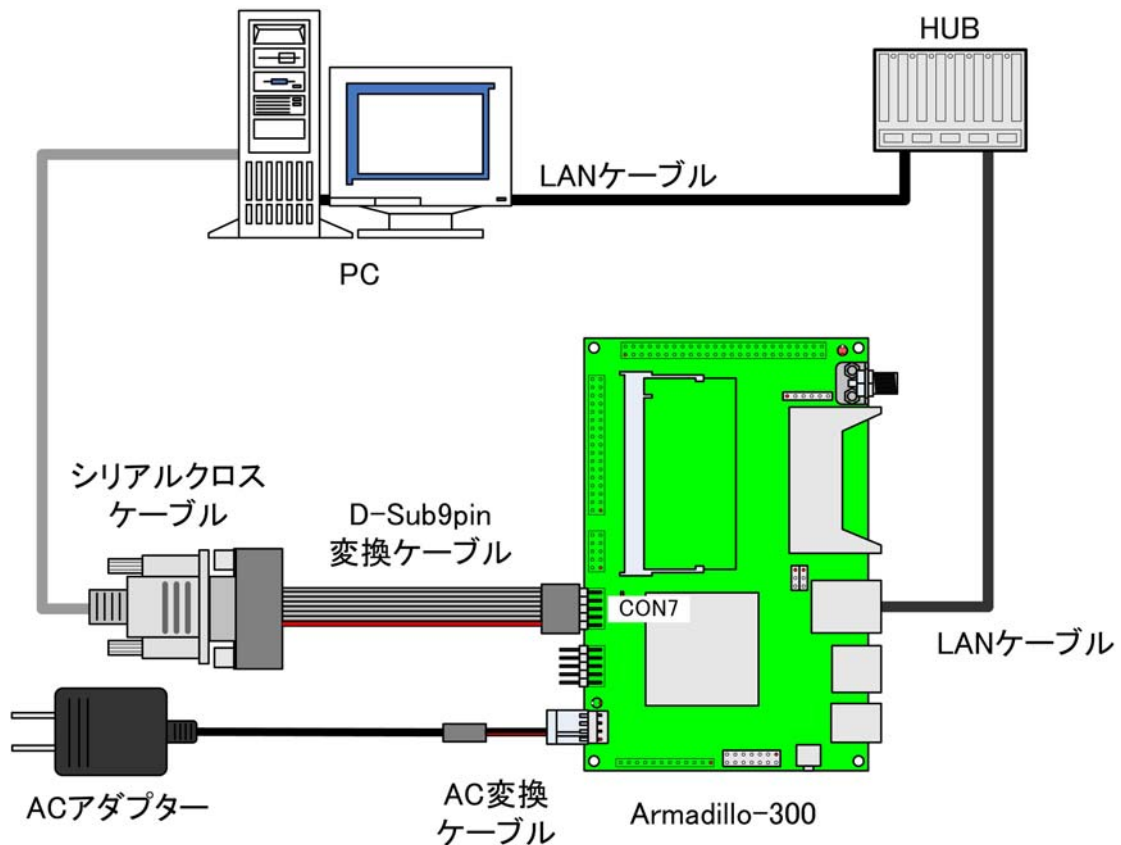 HUB
LANケーブル
PC
シリアルクロス
ケーブル
D-Sub9pin
変換ケーブル
CON7
LANケーブル
ACアダプター
AC変換
ケーブル
Armadillo-300